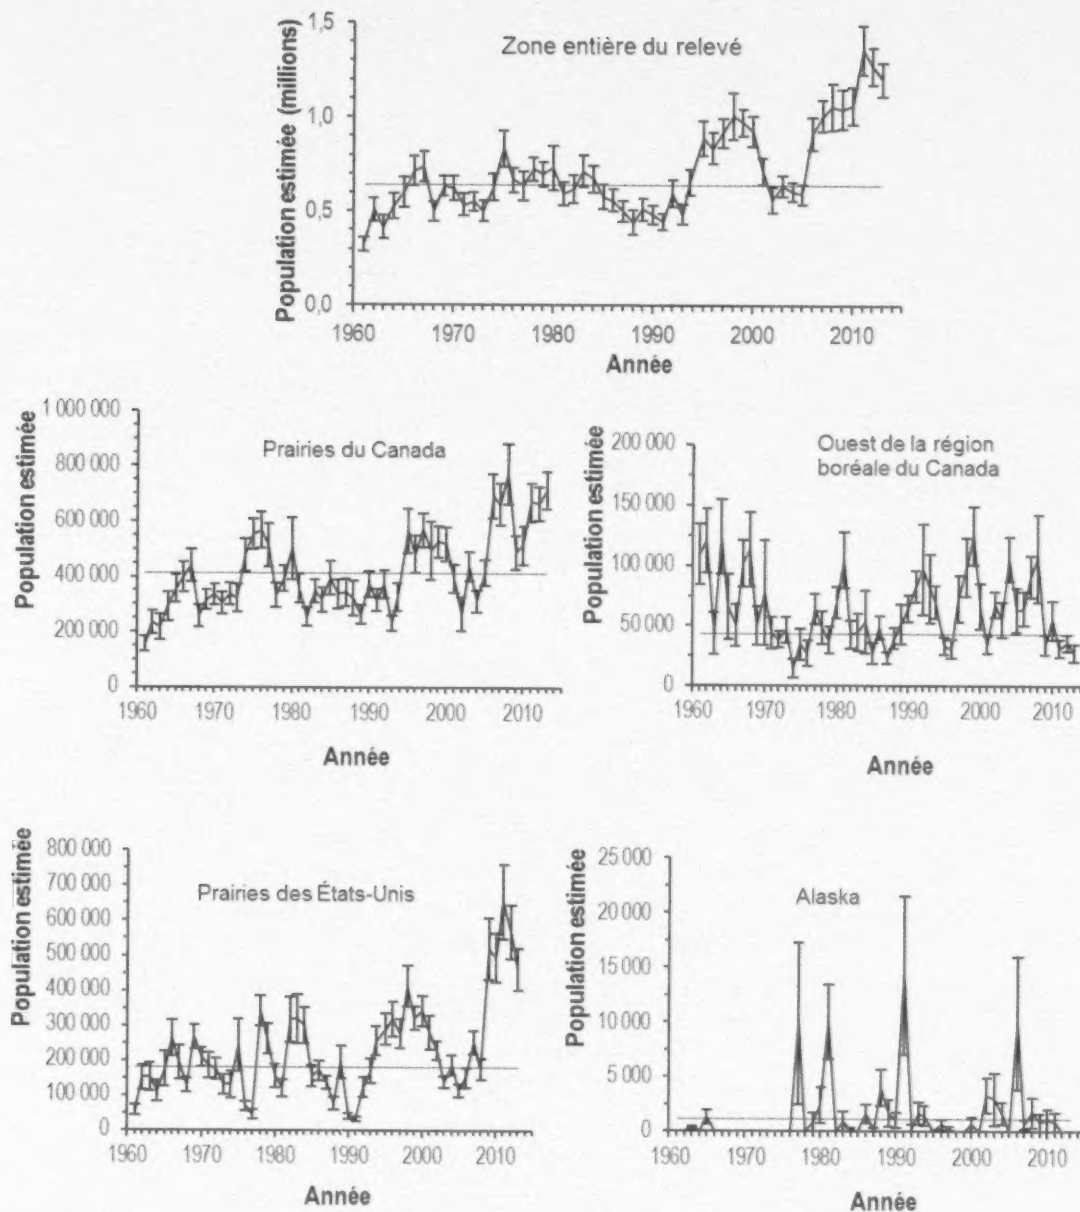 Zone entière du relevé
Population estimée (millions)
1,5
1,0
0,5
0,0
1960 1970 1980 1990 2000 2010
Année
Prairies du Canada
Population estimée
1 000 000
800 000
600 000
400 000
200 000
0
1960 1970 1980 1990 2000 2010
Année
Ouest de la région
boréale du Canada
Population estimée
200 000
150 000
100 000
50 000
0
1960 1970 1980 1990 2000 2010
Année
Prairies des États-Unis
Population estimée
800 000
700 000
600 000
500 000
400 000
300 000
200 000
100 000
0
1960 1970 1980 1990 2000 2010
Année
Alaska
Population estimée
25 000
20 000
15 000
10 000
5 000
0
1960 1970 1980 1990 2000 2010
Année